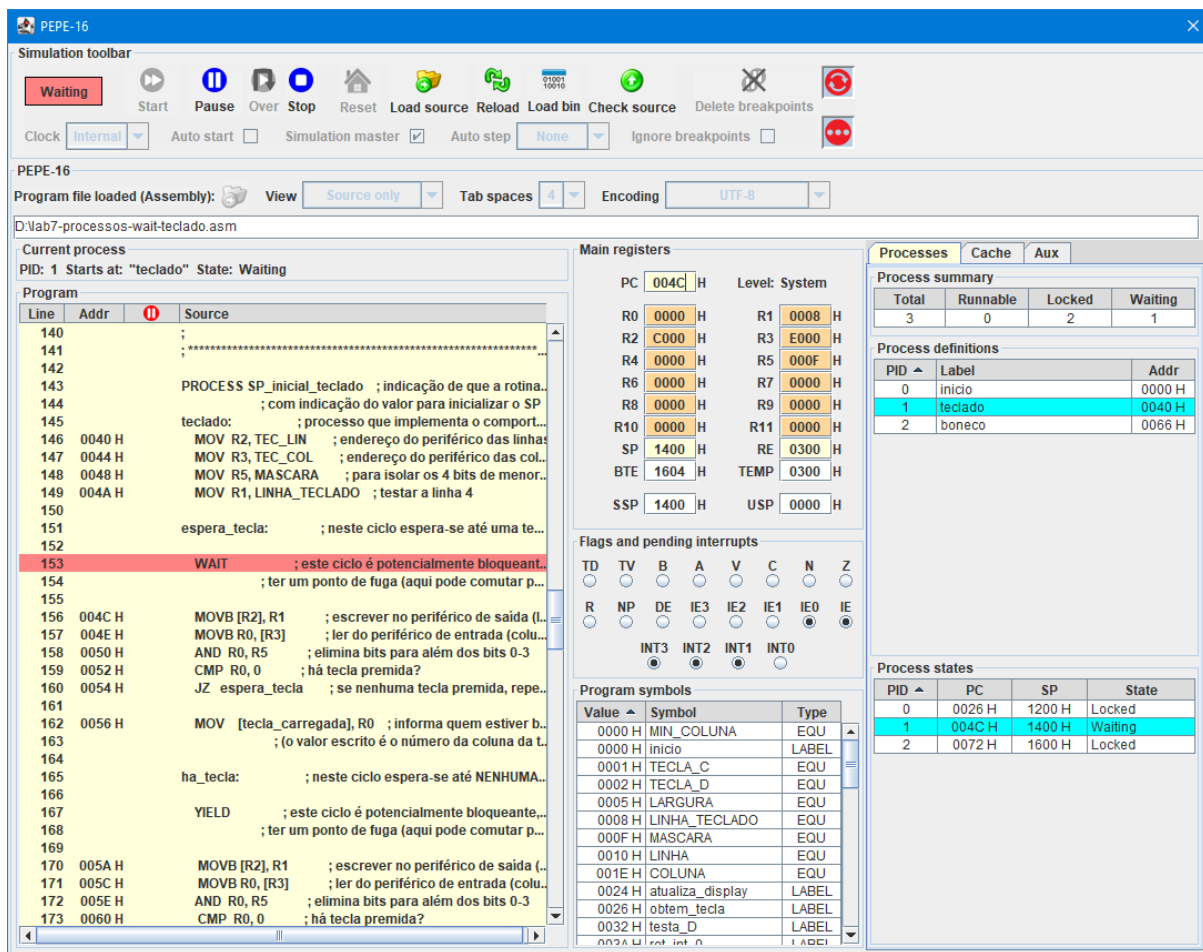 PEPE-16
Simulation toolbar
Waiting
Start Pause Over Stop Reset Load source Reload Load bin Check source Delete breakpoints
Clock Internal Auto start Simulation master Auto step None Ignore breakpoints
PEPE-16
Program file loaded (Assembly): View Source only Tab spaces 4 Encoding UTF-8
D:\lab7-processos-wait-teclado.asm
Current process
PID: 1 Starts at: "teclado" State: Waiting
Program
Line Addr Source
140 ;
141 ; ******************************************************************...
142
143 PROCESS SP_inicial_teclado ; indicação de que a rotina...
144 ; com indicação do valor para inicializar o SP
145 teclado: ; processo que implementa o comport...
146 0040 H MOV R2, TEC_LIN ; endereço do periférico das linhas
147 0044 H MOV R3, TEC_COL ; endereço do periférico das col...
148 0048 H MOV R5, MASCARA ; para isolar os 4 bits de menor...
149 004A H MOV R1, LINHA_TECLADO ; testar a linha 4
150
151 espera_tecla: ; neste ciclo espera-se até uma te...
152
153 WAIT ; este ciclo é potencialmente bloqueant...
154 ; ter um ponto de fuga (aqui pode comutar p...
155
156 004C H MOVB [R2], R1 ; escrever no periférico de saída (l...
157 004E H MOVB R0, [R3] ; ler do periférico de entrada (colu...
158 0050 H AND R0, R5 ; elimina bits para além dos bits 0-3
159 0052 H CMP R0, 0 ; há tecla premida?
160 0054 H JZ espera_tecla ; se nenhuma tecla premida, repe...
161
162 0056 H MOV [tecla_carregada], R0 ; informa quem estiver b...
163 ; (o valor escrito é o número da coluna da t...
164
165 ha_tecla: ; neste ciclo espera-se até NENHUMA...
166
167 YIELD ; este ciclo é potencialmente bloqueante,...
168 ; ter um ponto de fuga (aqui pode comutar p...
169
170 005A H MOVB [R2], R1 ; escrever no periférico de saída (...
171 005C H MOVB R0, [R3] ; ler do periférico de entrada (colu...
172 005E H AND R0, R5 ; elimina bits para além dos bits 0-3
173 0060 H CMP R0, 0 ; há tecla premida?
Main registers
PC 004C H Level: System
R0 0000 H R1 0008 H
R2 C000 H R3 E000 H
R4 0000 H R5 000F H
R6 0000 H R7 0000 H
R8 0000 H R9 0000 H
R10 0000 H R11 0000 H
SP 1400 H RE 0300 H
BTE 1604 H TEMP 0300 H
SSP 1400 H USP 0000 H
Flags and pending interrupts
TD TV B A V C N Z
R NP DE IE3 IE2 IE1 IE0 IE
INT3 INT2 INT1 INT0
Program symbols
Value Symbol Type
0000 H MIN_COLUNA EQU
0000 H inicio LABEL
0001 H TECLA_C EQU
0002 H TECLA_D EQU
0005 H LARGURA EQU
0008 H LINHA_TECLADO EQU
000F H MASCARA EQU
0010 H LINHA EQU
001E H COLUNA EQU
0024 H atualiza_display LABEL
0026 H obtem_tecla LABEL
0032 H testa_D LABEL
003A H rot_int_0 LABEL
Processes Cache Aux
Process summary
Total Runnable Locked Waiting
3 0 2 1
Process definitions
PID Label Addr
0 inicio 0000 H
1 teclado 0040 H
2 boneco 0066 H
Process states
PID PC SP State
0 0026 H 1200 H Locked
1 004C H 1400 H Waiting
2 0072 H 1600 H Locked